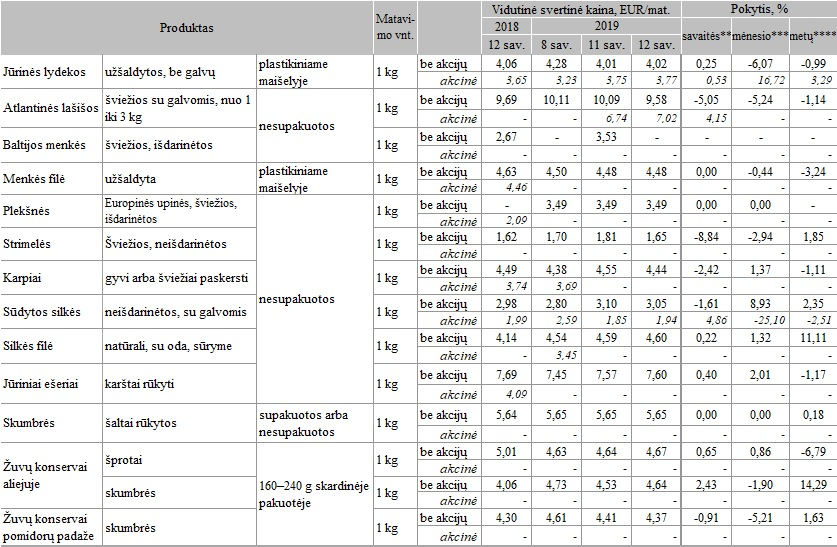 Produktas Matavi- Vidutinė svertinė kaina, EUR/mat. Pokytis, %
mo vnt. 2018 2019 savaitės** mėnesio*** metų****
12 sav. 8 sav. 11 sav. 12 sav.
Jūrinės lydekos užšaldytos, be galvų plastikiniame maišelyje 1 kg be akcijų 4,06 4,28 4,01 4,02 0,25 -6,07 -0,99
akcinė 3,65 3,23 3,75 3,77 0,53 16,72 3,29
Atlantinės lašišos šviežios su galvomis, nuo 1 iki 3 kg nesupakuotos 1 kg be akcijų 9,69 10,11 10,09 9,58 -5,05 -5,24 -1,14
akcinė - - 6,74 7,02 4,15 - -
Baltijos menkės šviežios, išdarinėtos 1 kg be akcijų 2,67 - 3,53 - - - -
akcinė - - - - - - -
Menkės filė užšaldyta plastikiniame maišelyje 1 kg be akcijų 4,63 4,50 4,48 4,48 0,00 -0,44 -3,24
akcinė 4,46 - - - - - -
Plekšnės Europinės upinės, šviežios, išdarinėtos nesupakuotos 1 kg be akcijų - 3,49 3,49 3,49 0,00 0,00 -
akcinė 2,09 - - - - - -
Strimelės Šviežios, neišdarinėtos 1 kg be akcijų 1,62 1,70 1,81 1,65 -8,84 -2,94 1,85
akcinė - - - - - - -
Karpiai gyvi arba šviežiai paskersti 1 kg be akcijų 4,49 4,38 4,55 4,44 -2,42 1,37 -1,11
akcinė 3,74 3,69 - - - - -
Sūdytos silkės neišdarinėtos, su galvomis 1 kg be akcijų 2,98 2,80 3,10 3,05 -1,61 8,93 2,35
akcinė 1,99 2,59 1,85 1,94 4,86 -25,10 -2,51
Silkės filė natūrali, su oda, sūryme 1 kg be akcijų 4,14 4,54 4,59 4,60 0,22 1,32 11,11
akcinė - 3,45 - - - - -
Jūriniai ešeriai karštai rūkyti 1 kg be akcijų 7,69 7,45 7,57 7,60 0,40 2,01 -1,17
akcinė 4,09 - - - - - -
Skumbrės šaltai rūkytos supakuotos arba nesupakuotos 1 kg be akcijų 5,64 5,65 5,65 5,65 0,00 0,00 0,18
akcinė - - - - - - -
Žuvų konservai aliejuje šprotai 160–240 g skardinėje pakuotėje 1 kg be akcijų 5,01 4,63 4,64 4,67 0,65 0,86 -6,79
akcinė - - - - - - -
skumbrės 1 kg be akcijų 4,06 4,73 4,53 4,64 2,43 -1,90 14,29
akcinė - - - - - - -
Žuvų konservai pomidorų padaže skumbrės 1 kg be akcijų 4,30 4,61 4,41 4,37 -0,91 -5,21 1,63
akcinė - - - - - - -